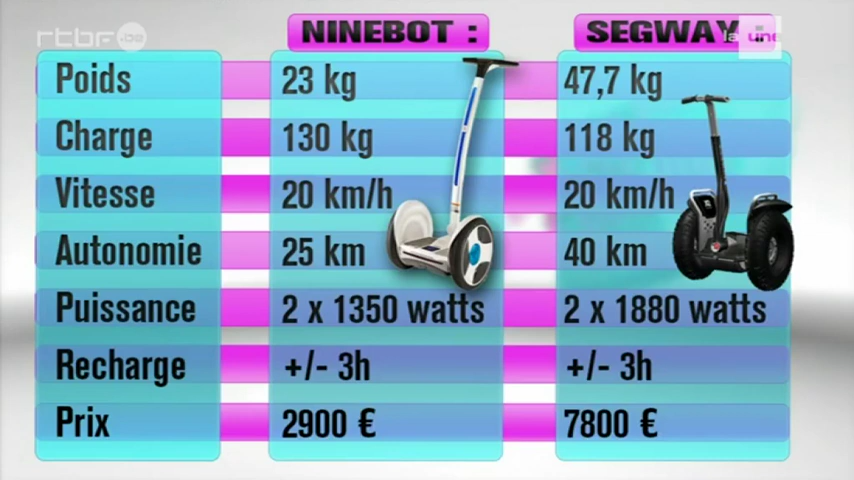 rtbf.be
NINEBOT : SEGWAY :
la une
Poids 23 kg 47,7 kg
Charge 130 kg 118 kg
Vitesse 20 km/h 20 km/h
Autonomie 25 km 40 km
Puissance 2 x 1350 watts 2 x 1880 watts
Recharge +/- 3h +/- 3h
Prix 2900 € 7800 €